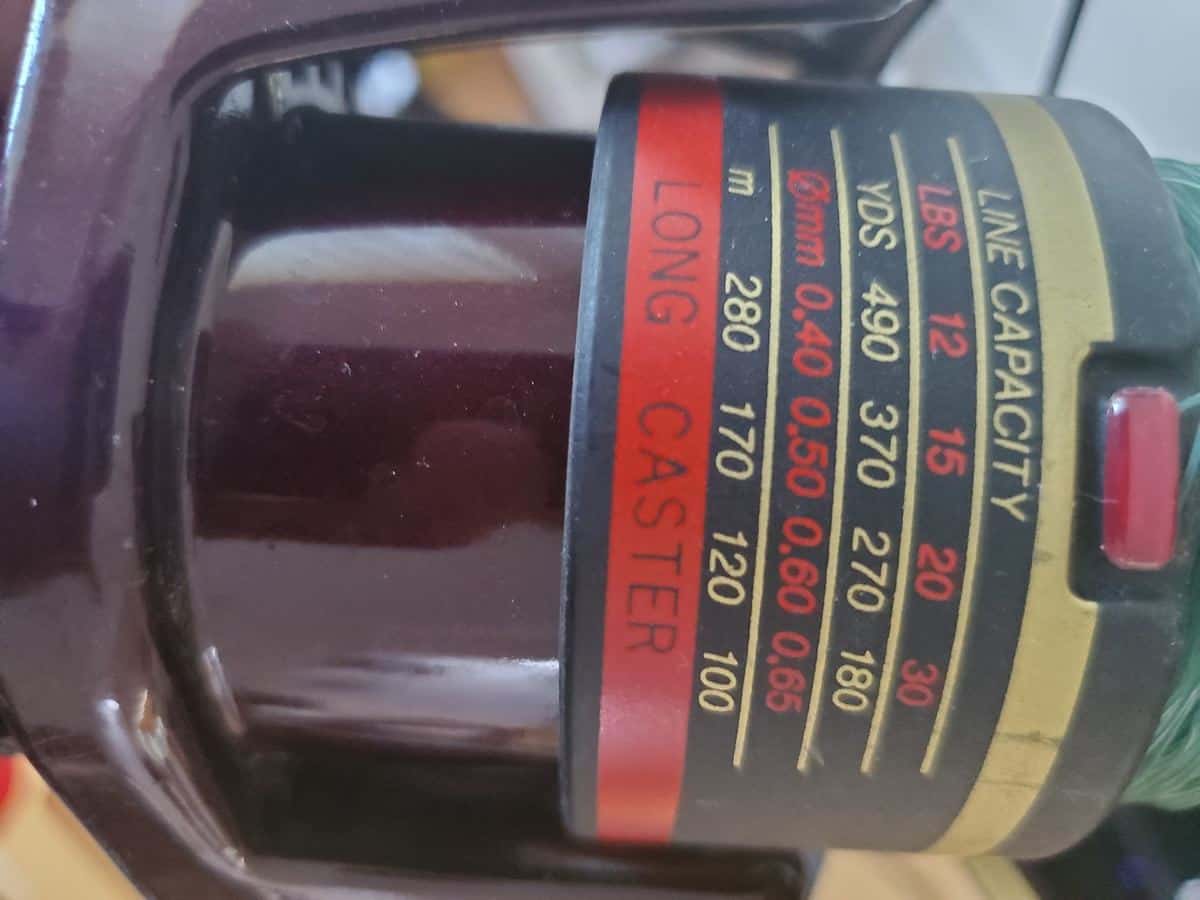 LINE CAPACITY
LBS 12 15 20 30
YDS 490 370 270 180
Ømm 0.40 0.50 0.60 0.65
m 280 170 120 100
LONG CASTER